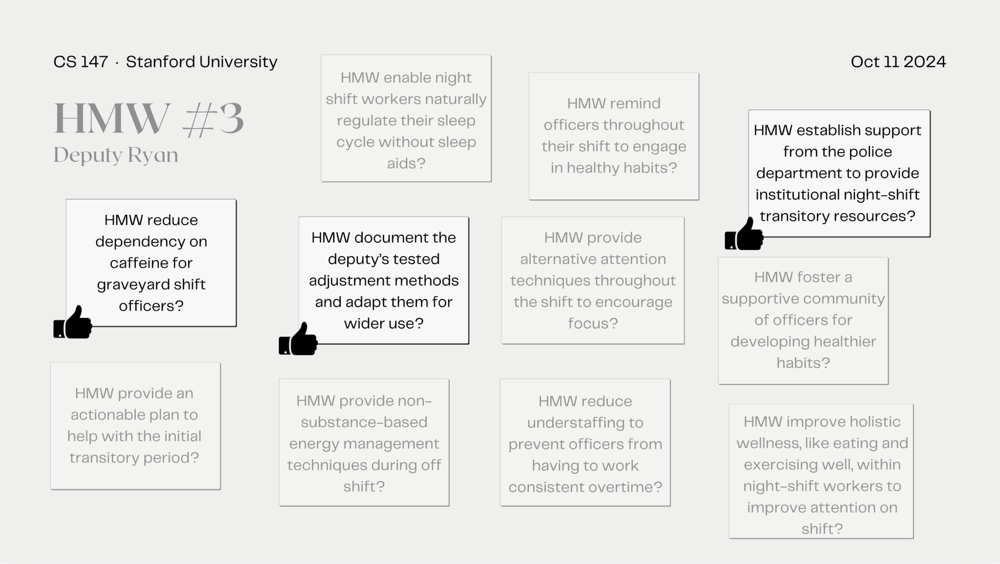 CS 147 · Stanford University
Oct 11 2024
HMW #3
Deputy Ryan
HMW enable night
shift workers naturally
regulate their sleep
cycle without sleep
aids?
HMW remind
officers throughout
their shift to engage
in healthy habits?
HMW establish support
from the police
department to provide
institutional night-shift
transitory resources?
HMW reduce
dependency on
caffeine for
graveyard shift
officers?
HMW document the
deputy’s tested
adjustment methods
and adapt them for
wider use?
HMW provide
alternative attention
techniques throughout
the shift to encourage
focus?
HMW foster a
supportive community
of officers for
developing healthier
habits?
HMW provide an
actionable plan to
help with the initial
transitory period?
HMW provide non-
substance-based
energy management
techniques during off
shift?
HMW reduce
understaffing to
prevent officers from
having to work
consistent overtime?
HMW improve holistic
wellness, like eating and
exercising well, within
night-shift workers to
improve attention on
shift?